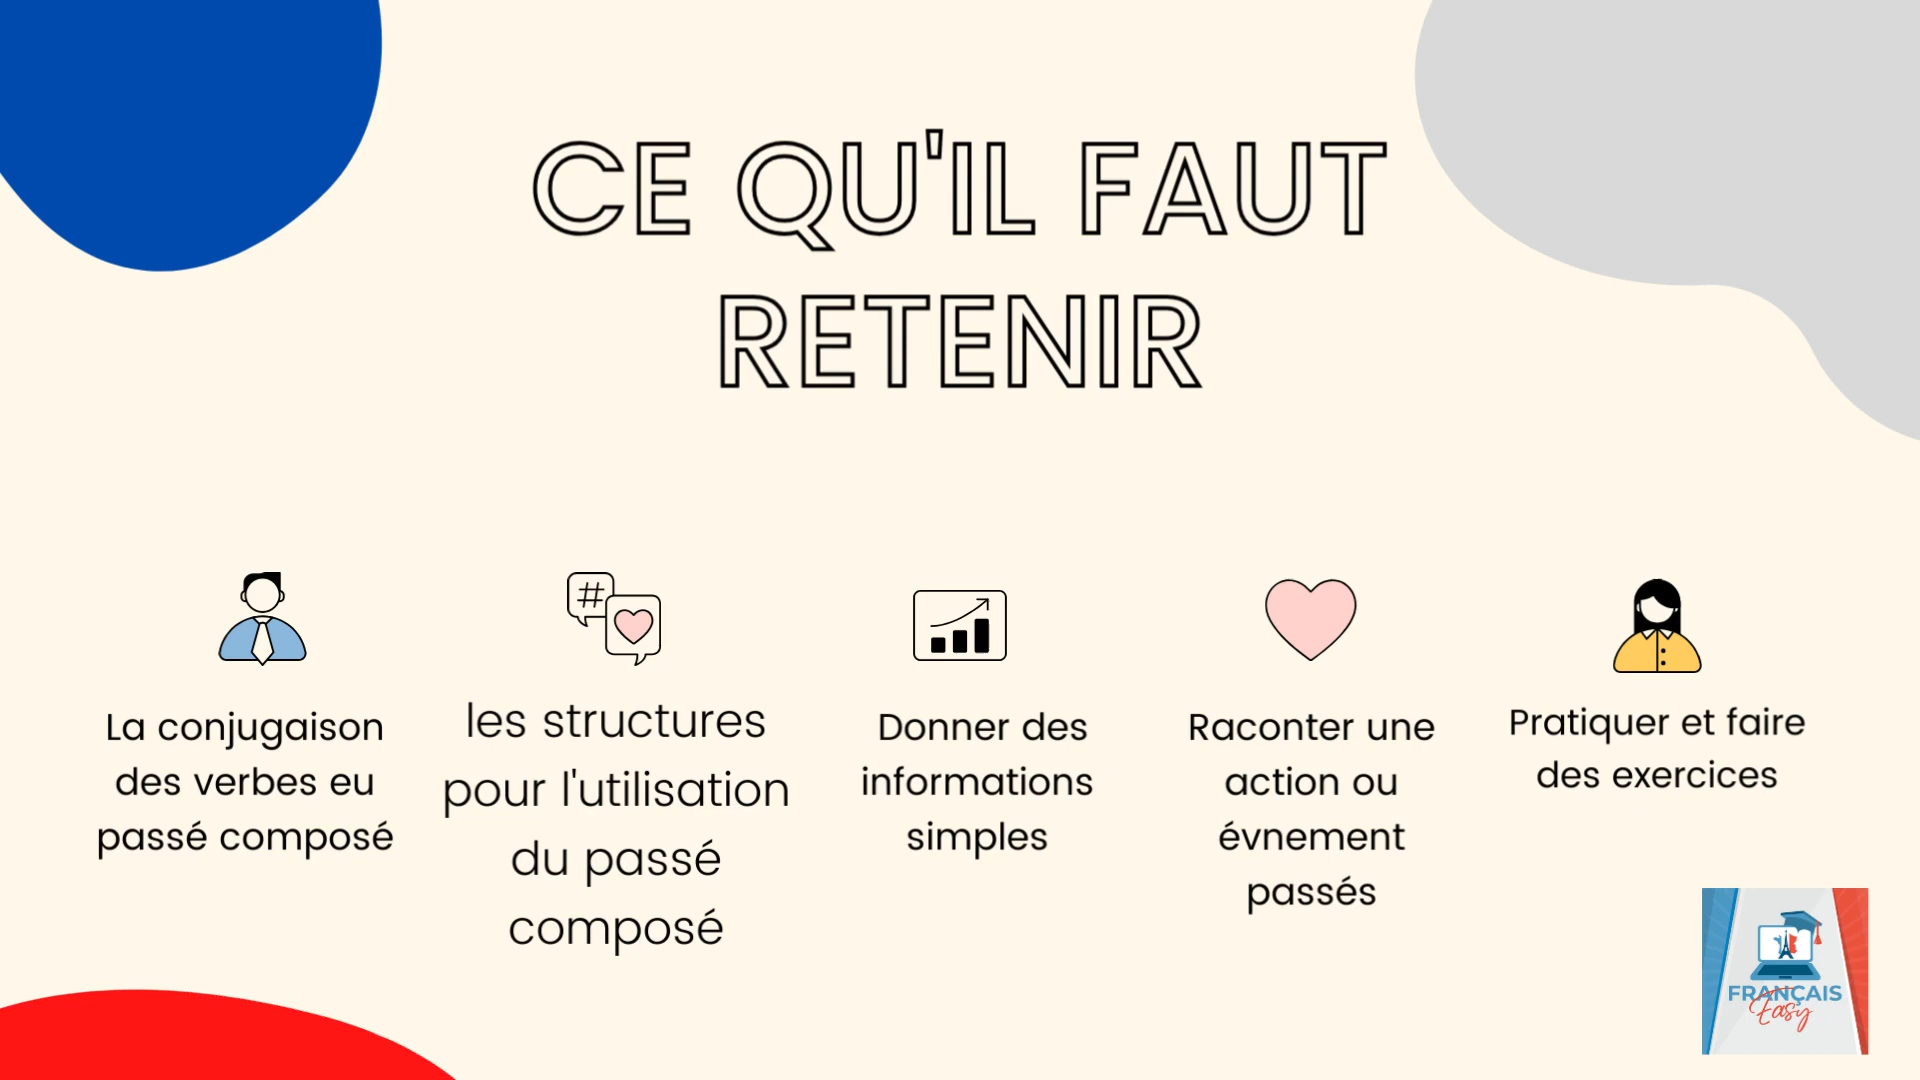 CE QU'IL FAUT
RETENIR
La conjugaison
des verbes eu
passé composé
les structures
pour l'utilisation
du passé
composé
Donner des
informations
simples
Raconter une
action ou
évnement
passés
Pratiquer et faire
des exercices
#
FRANÇAIS
Easy